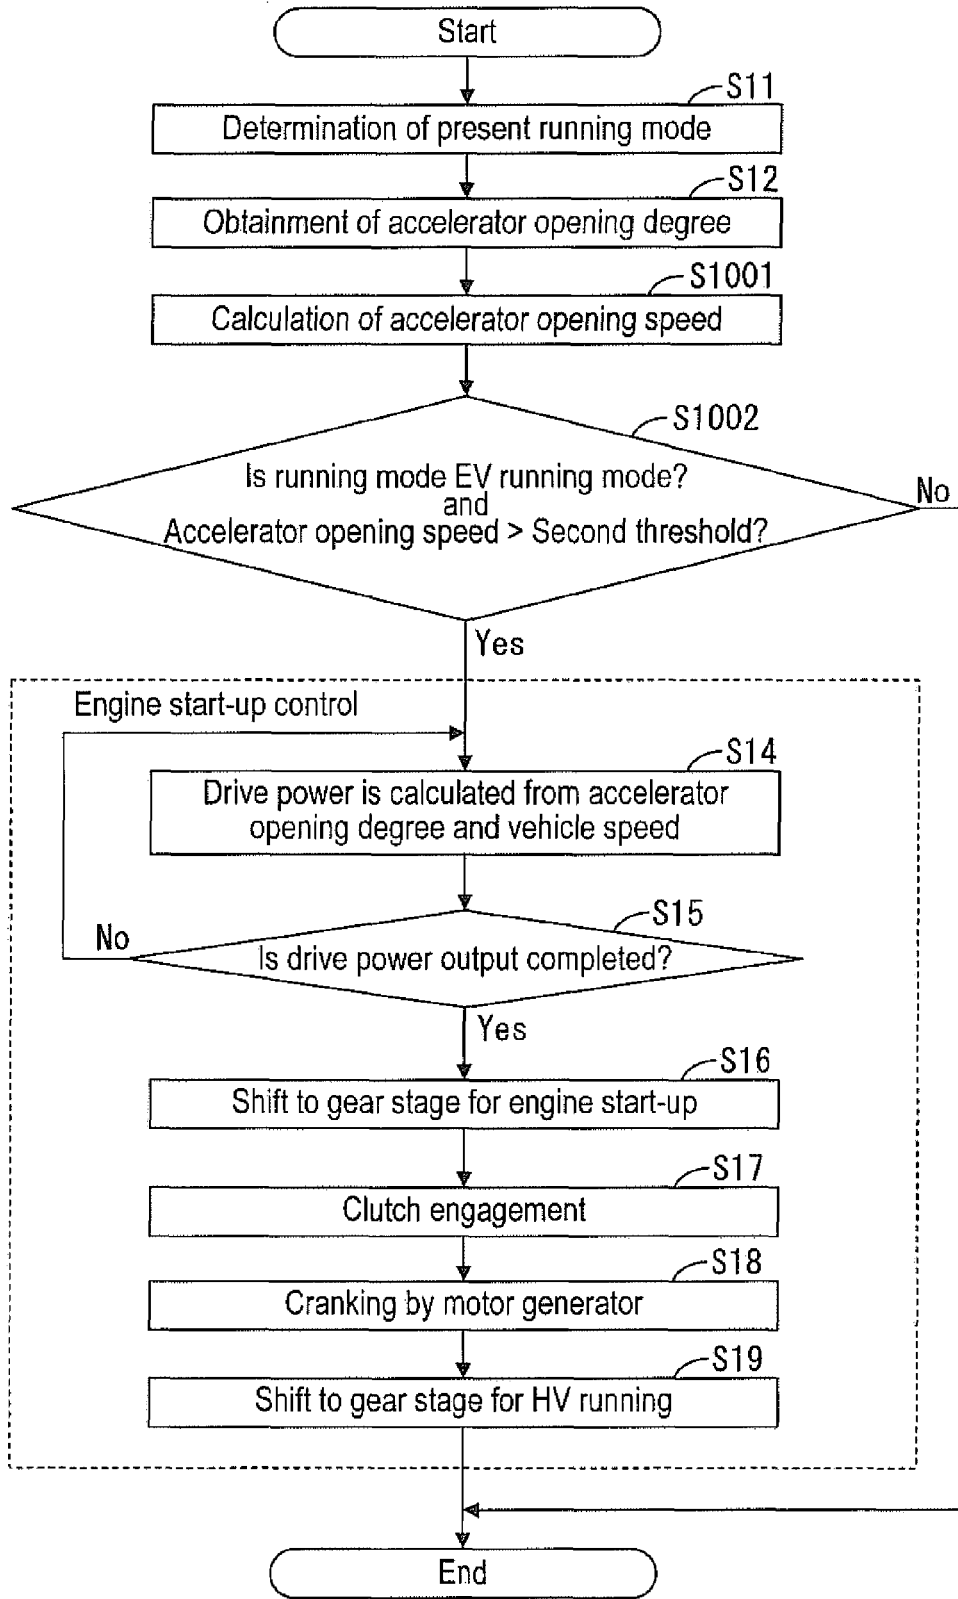 Start
S11
Determination of present running mode
S12
Obtainment of accelerator opening degree
S1001
Calculation of accelerator opening speed
S1002
Is running mode EV running mode?
and
Accelerator opening speed > Second threshold?
No
Yes
Engine start-up control
S14
Drive power is calculated from accelerator
opening degree and vehicle speed
S15
No
Is drive power output completed?
Yes
S16
Shift to gear stage for engine start-up
S17
Clutch engagement
S18
Cranking by motor generator
S19
Shift to gear stage for HV running
End